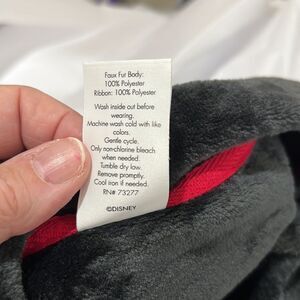 Faux Fur Body:
100% Polyester
Ribbon: 100% Polyester
Wash inside out before
wearing.
Machine wash cold with like
colors.
Gentle cycle.
Only non-chlorine bleach
when needed.
Tumble dry low.
Remove promptly.
Cool iron if needed.
RN# 73277
©DISNEY